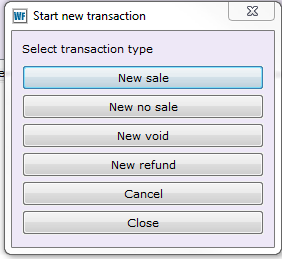 WF Start new transaction
Select transaction type
New sale
New no sale
New void
New refund
Cancel
Close